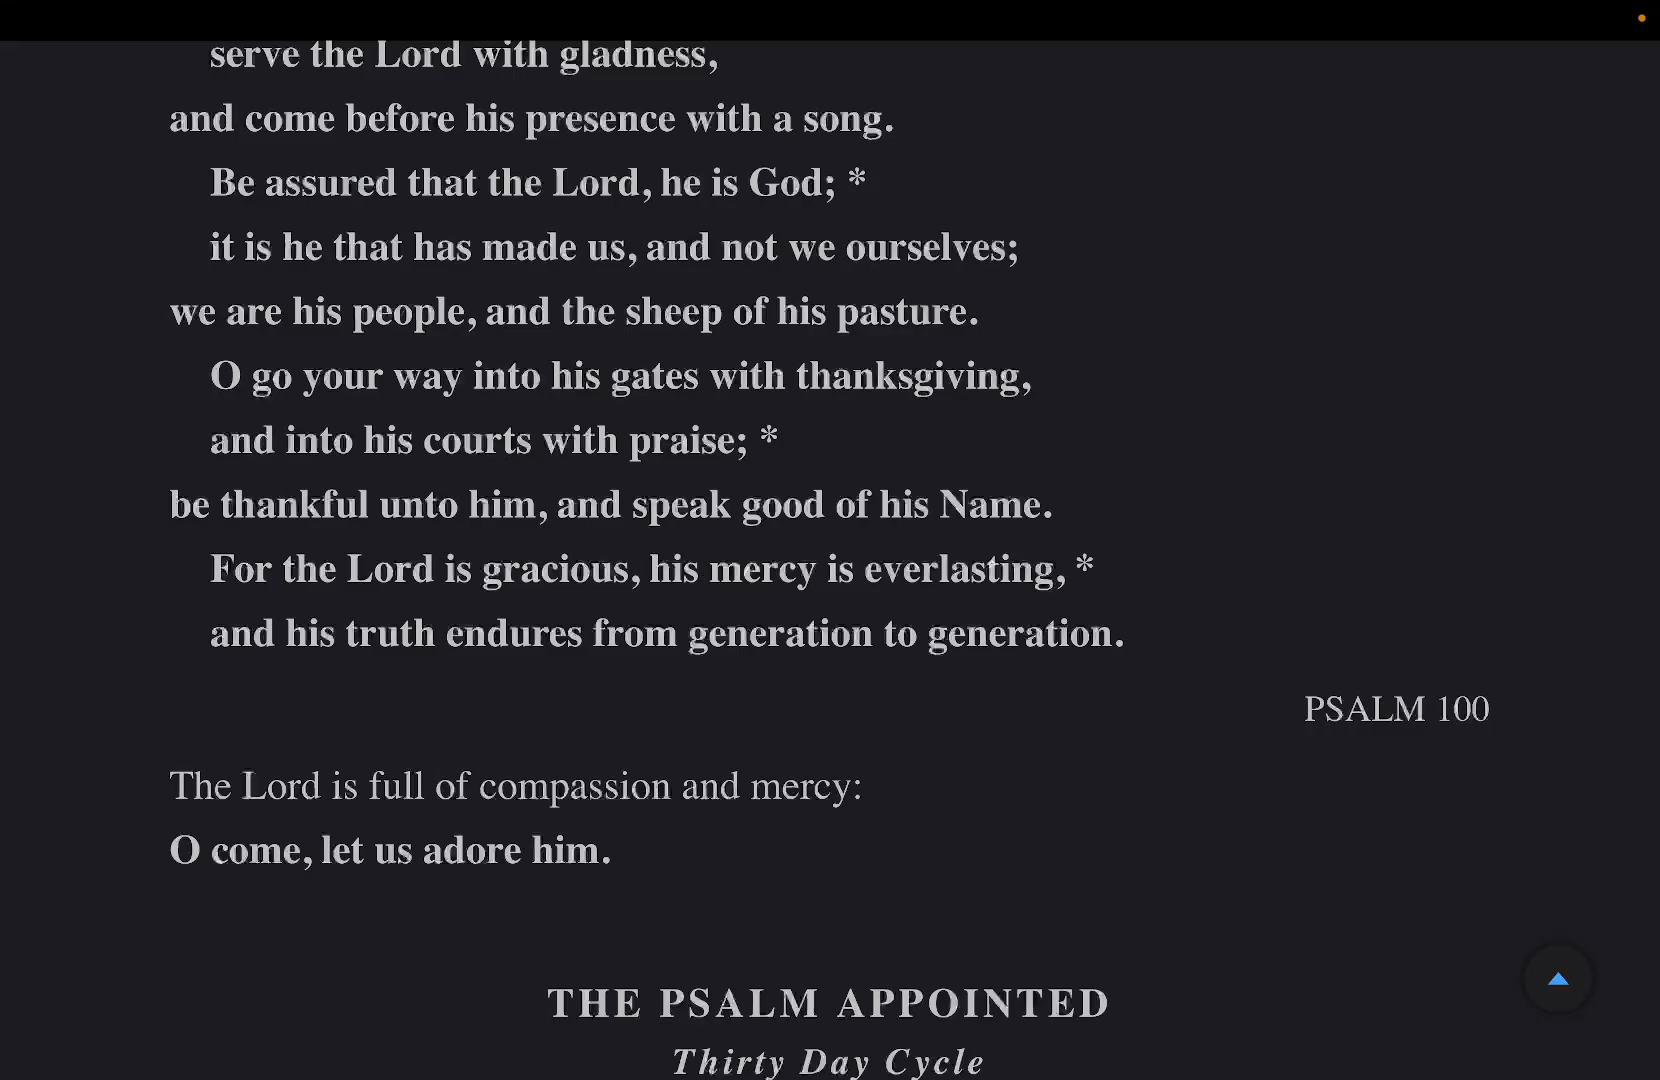 serve the Lord with gladness,
and come before his presence with a song.
Be assured that the Lord, he is God; *
it is he that has made us, and not we ourselves;
we are his people, and the sheep of his pasture.
O go your way into his gates with thanksgiving,
and into his courts with praise; *
be thankful unto him, and speak good of his Name.
For the Lord is gracious, his mercy is everlasting, *
and his truth endures from generation to generation.
PSALM 100
The Lord is full of compassion and mercy:
O come, let us adore him.
THE PSALM APPOINTED
Thirty Day Cycle